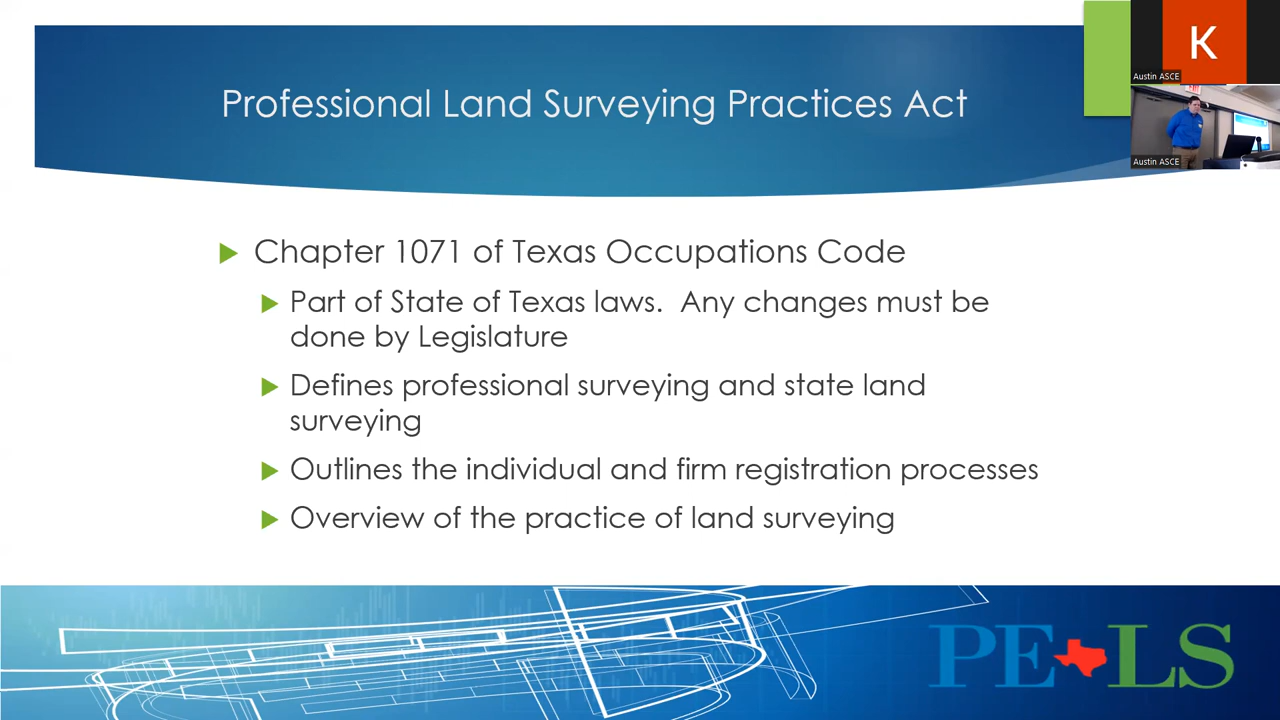 Professional Land Surveying Practices Act
K
Austin ASCE
Austin ASCE
Chapter 1071 of Texas Occupations Code
Part of State of Texas laws.  Any changes must be
done by Legislature
Defines professional surveying and state land
surveying
Outlines the individual and firm registration processes
Overview of the practice of land surveying
PE LS